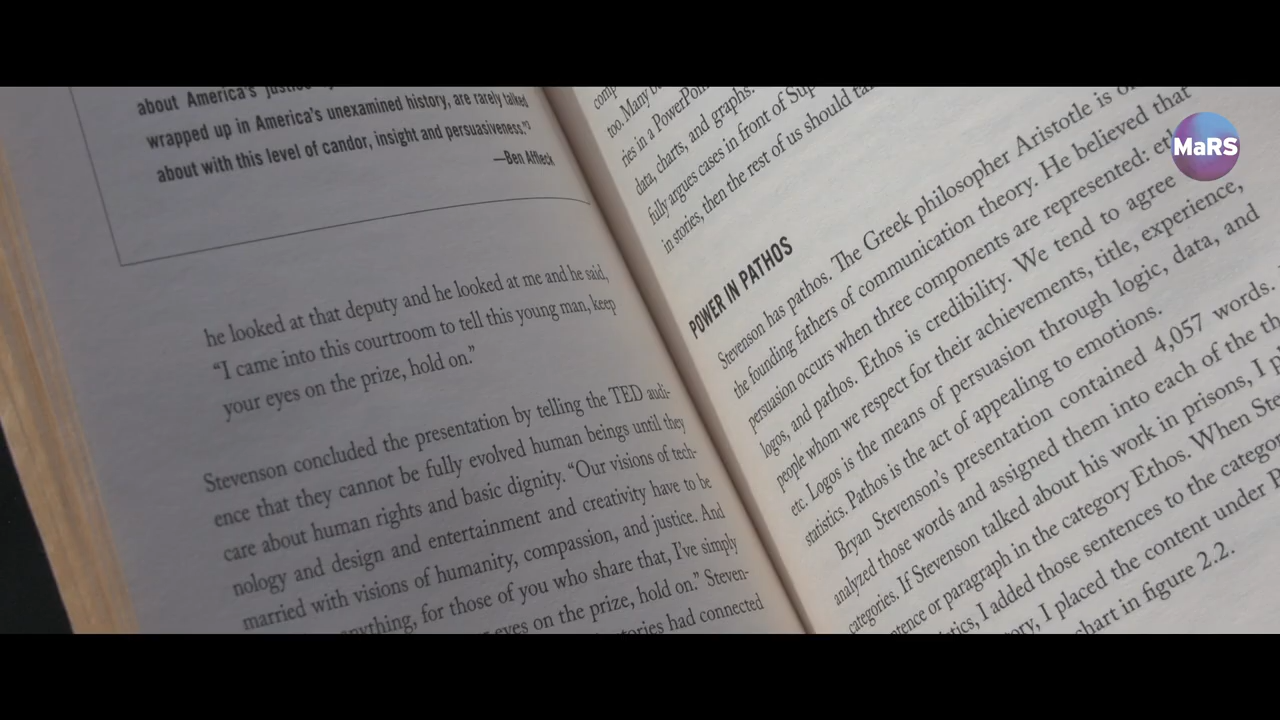 about America's
wrapped up in America's unexamined history, are rarely talked
about with this level of candor, insight and persuasiveness."3
—Ben Affleck
he looked at that deputy and he looked at me and he said,
“I came into this courtroom to tell this young man, keep
your eyes on the prize, hold on.”
Stevenson concluded the presentation by telling the TED audi-
ence that they cannot be fully evolved human beings until they
care about human rights and basic dignity. “Our visions of tech-
nology and design and entertainment and creativity have to be
married with visions of humanity, compassion, and justice. And
for those of you who share that, I've simply
eyes on the prize, hold on.” Steven-
had connected
too. Many
ries in a PowerPoint
data, charts, and graphs.
fully argues cases in front of
in stories, then the rest of us should
POWER IN PATHOS
Stevenson has pathos. The Greek philosopher Aristotle is
the founding fathers of communication theory. He believed that
persuasion occurs when three components are represented:
logos, and pathos. Ethos is credibility. We tend to agree
people whom we respect for their achievements, title, experience,
etc. Logos is the means of persuasion through logic, data, and
statistics. Pathos is the act of appealing to emotions.
Bryan Stevenson's presentation contained 4,057 words.
analyzed those words and assigned them into each of the
categories. If Stevenson talked about his work in prisons, I
or paragraph in the category Ethos. When
I added those sentences to the
I placed the content under
chart in figure 2.2.
MaRS